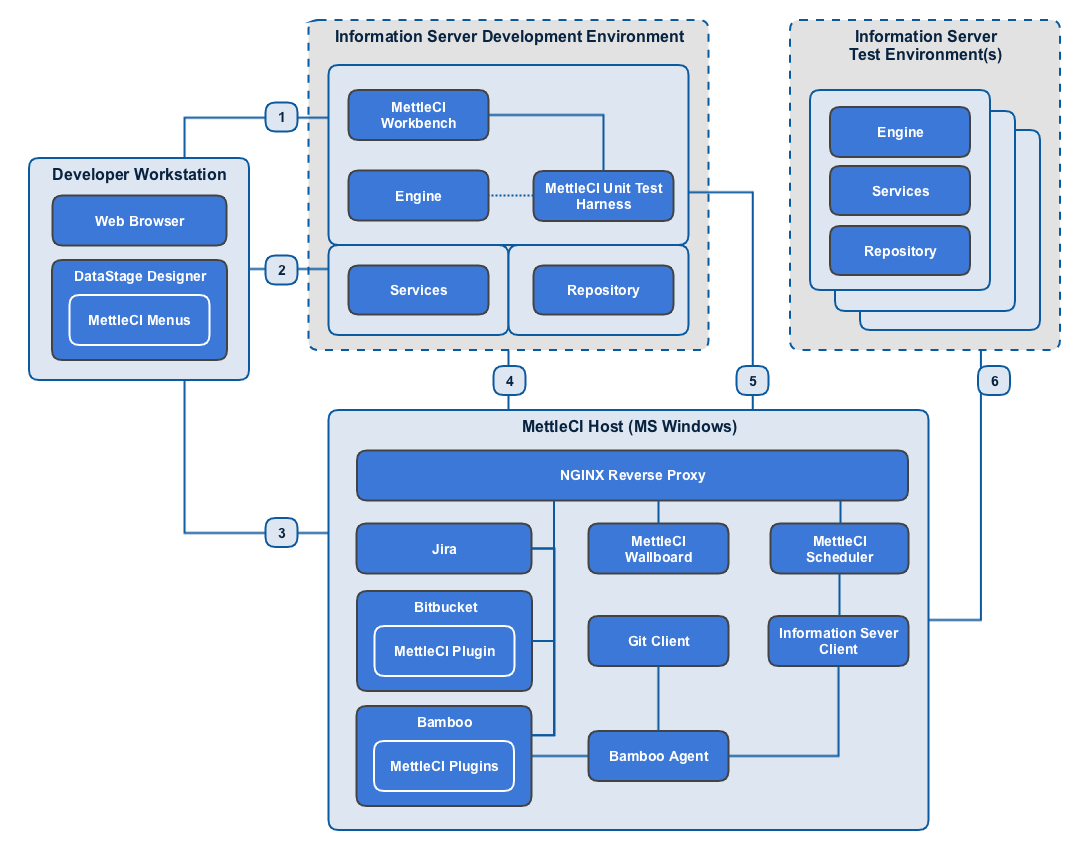 Information Server Development Environment
MettleCI
Workbench
Engine
MettleCI Unit Test
Harness
Services
Repository
Information Server
Test Environment(s)
Engine
Services
Repository
1
2
3
4
5
6
Developer Workstation
Web Browser
DataStage Designer
MettleCI Menus
MettleCI Host (MS Windows)
NGINX Reverse Proxy
Jira
MettleCI
Wallboard
MettleCI
Scheduler
Bitbucket
MettleCI Plugin
Git Client
Information Sever
Client
Bamboo
MettleCI Plugins
Bamboo Agent